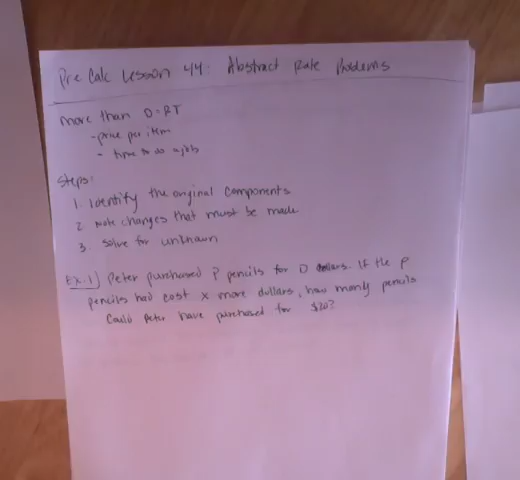 Pre Calc Lesson 44: Abstract Rate Problems
more than D=RT
- price per item
- time to do a job
Steps:
1. Identify the original components
2. Note changes that must be made
3. Solve for unknown
Ex. 1) Peter purchased P pencils for D dollars. If the P
pencils had cost x more dollars, how many pencils
could Peter have purchased for $20?